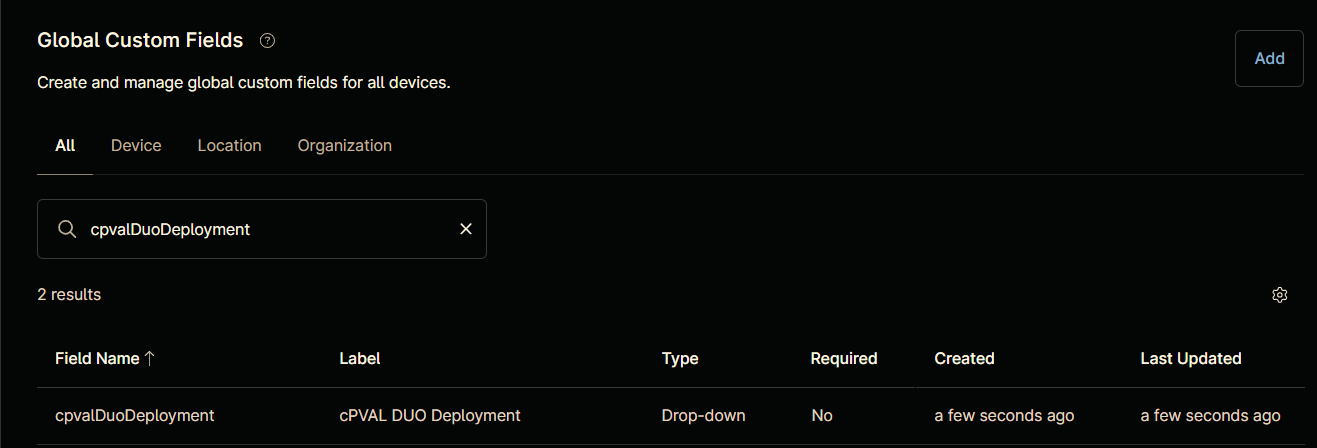 Global Custom Fields ?
Add
Create and manage global custom fields for all devices.
All Device Location Organization
cpvalDuoDeployment
2 results
Field Name Label Type Required Created Last Updated
cpvalDuoDeployment cPVAL DUO Deployment Drop-down No a few seconds ago a few seconds ago